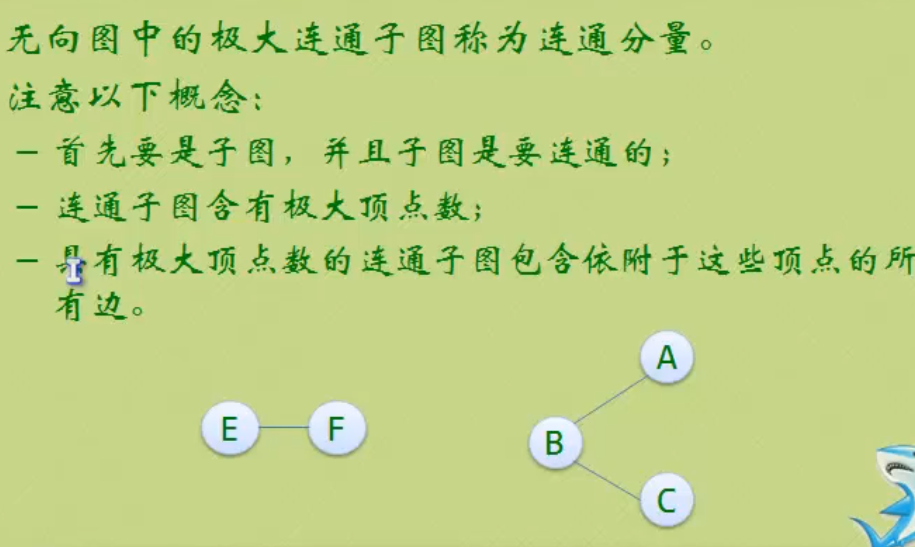 无向图中的极大连通子图称为连通分量。
注意以下概念：
– 首先要是子图，并且子图是要连通的；
– 连通子图含有极大顶点数；
– 具有极大顶点数的连通子图包含依附于这些顶点的所
有边。
A
E
F
B
C